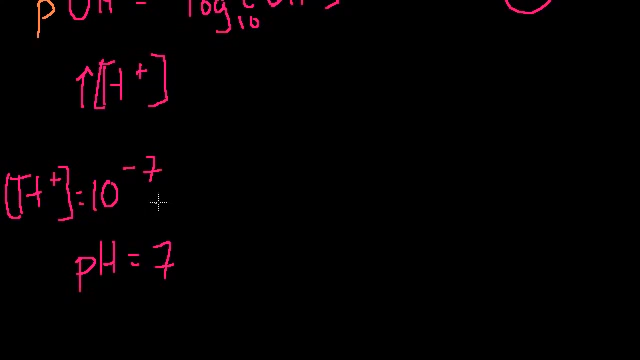 pOH = log₁₀[OH⁻]
↑[H⁺]
[H⁺]=10⁻⁷
pH = 7